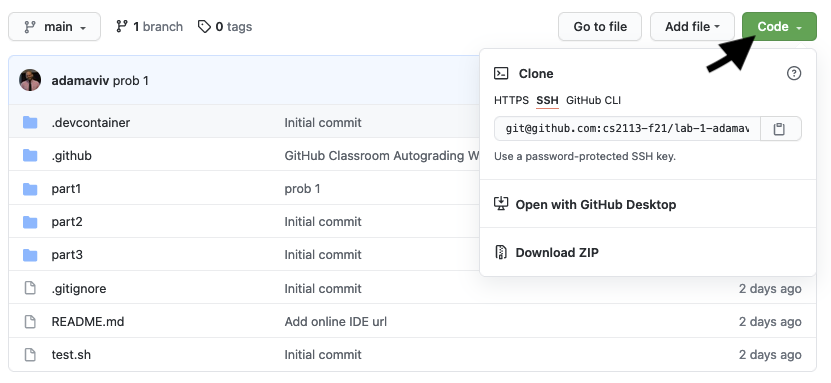 main 1 branch 0 tags Go to file Add file Code
adamaviv prob 1
Clone
HTTPS SSH GitHub CLI
git@github.com:cs2113-f21/lab-1-adamav
Use a password-protected SSH key.
Open with GitHub Desktop
Download ZIP
.devcontainer Initial commit
.github GitHub Classroom Autograding W
part1 prob 1
part2 Initial commit
part3 Initial commit
.gitignore Initial commit 2 days ago
README.md Add online IDE url 2 days ago
test.sh Initial commit 2 days ago